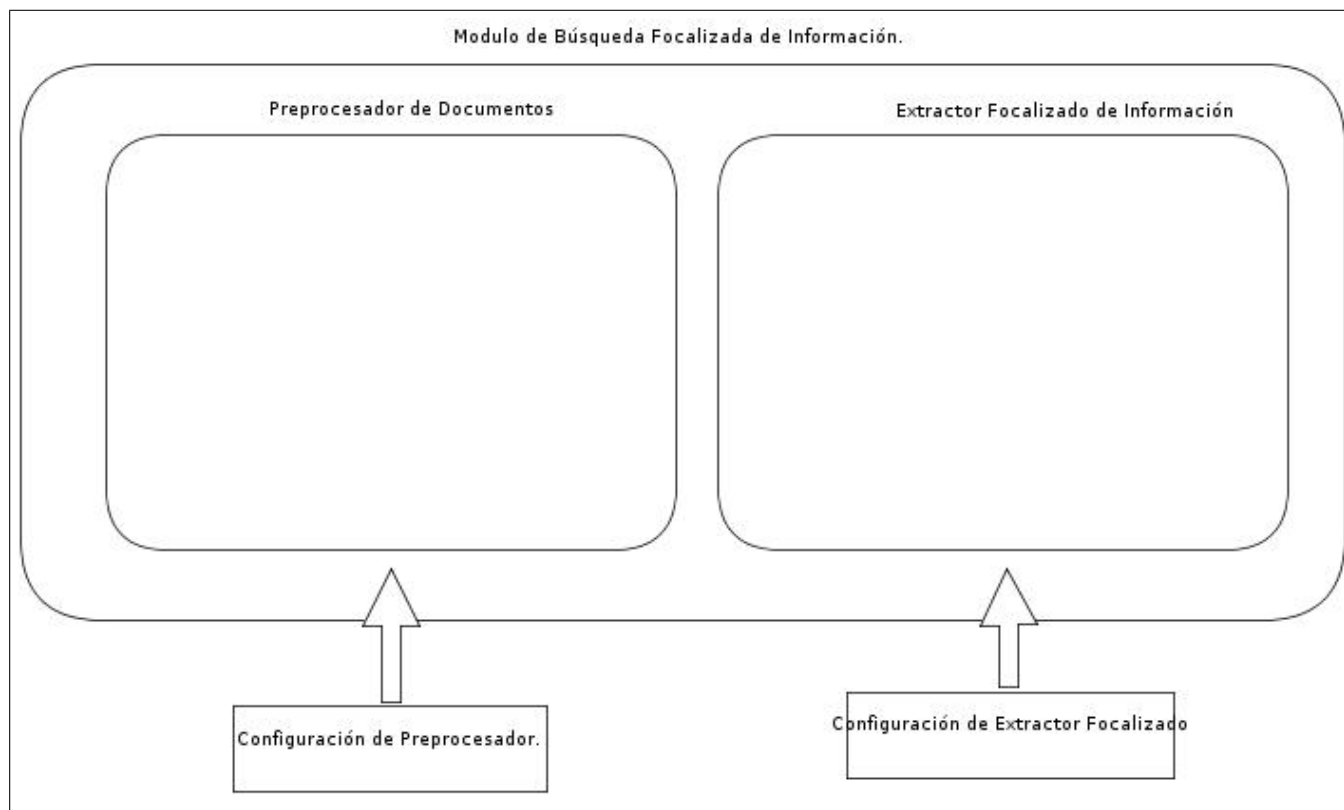 Modulo de Búsqueda Focalizada de Información.
Preprocesador de Documentos
Extractor Focalizado de Información
Configuración de Preprocesador.
Configuración de Extractor Focalizado